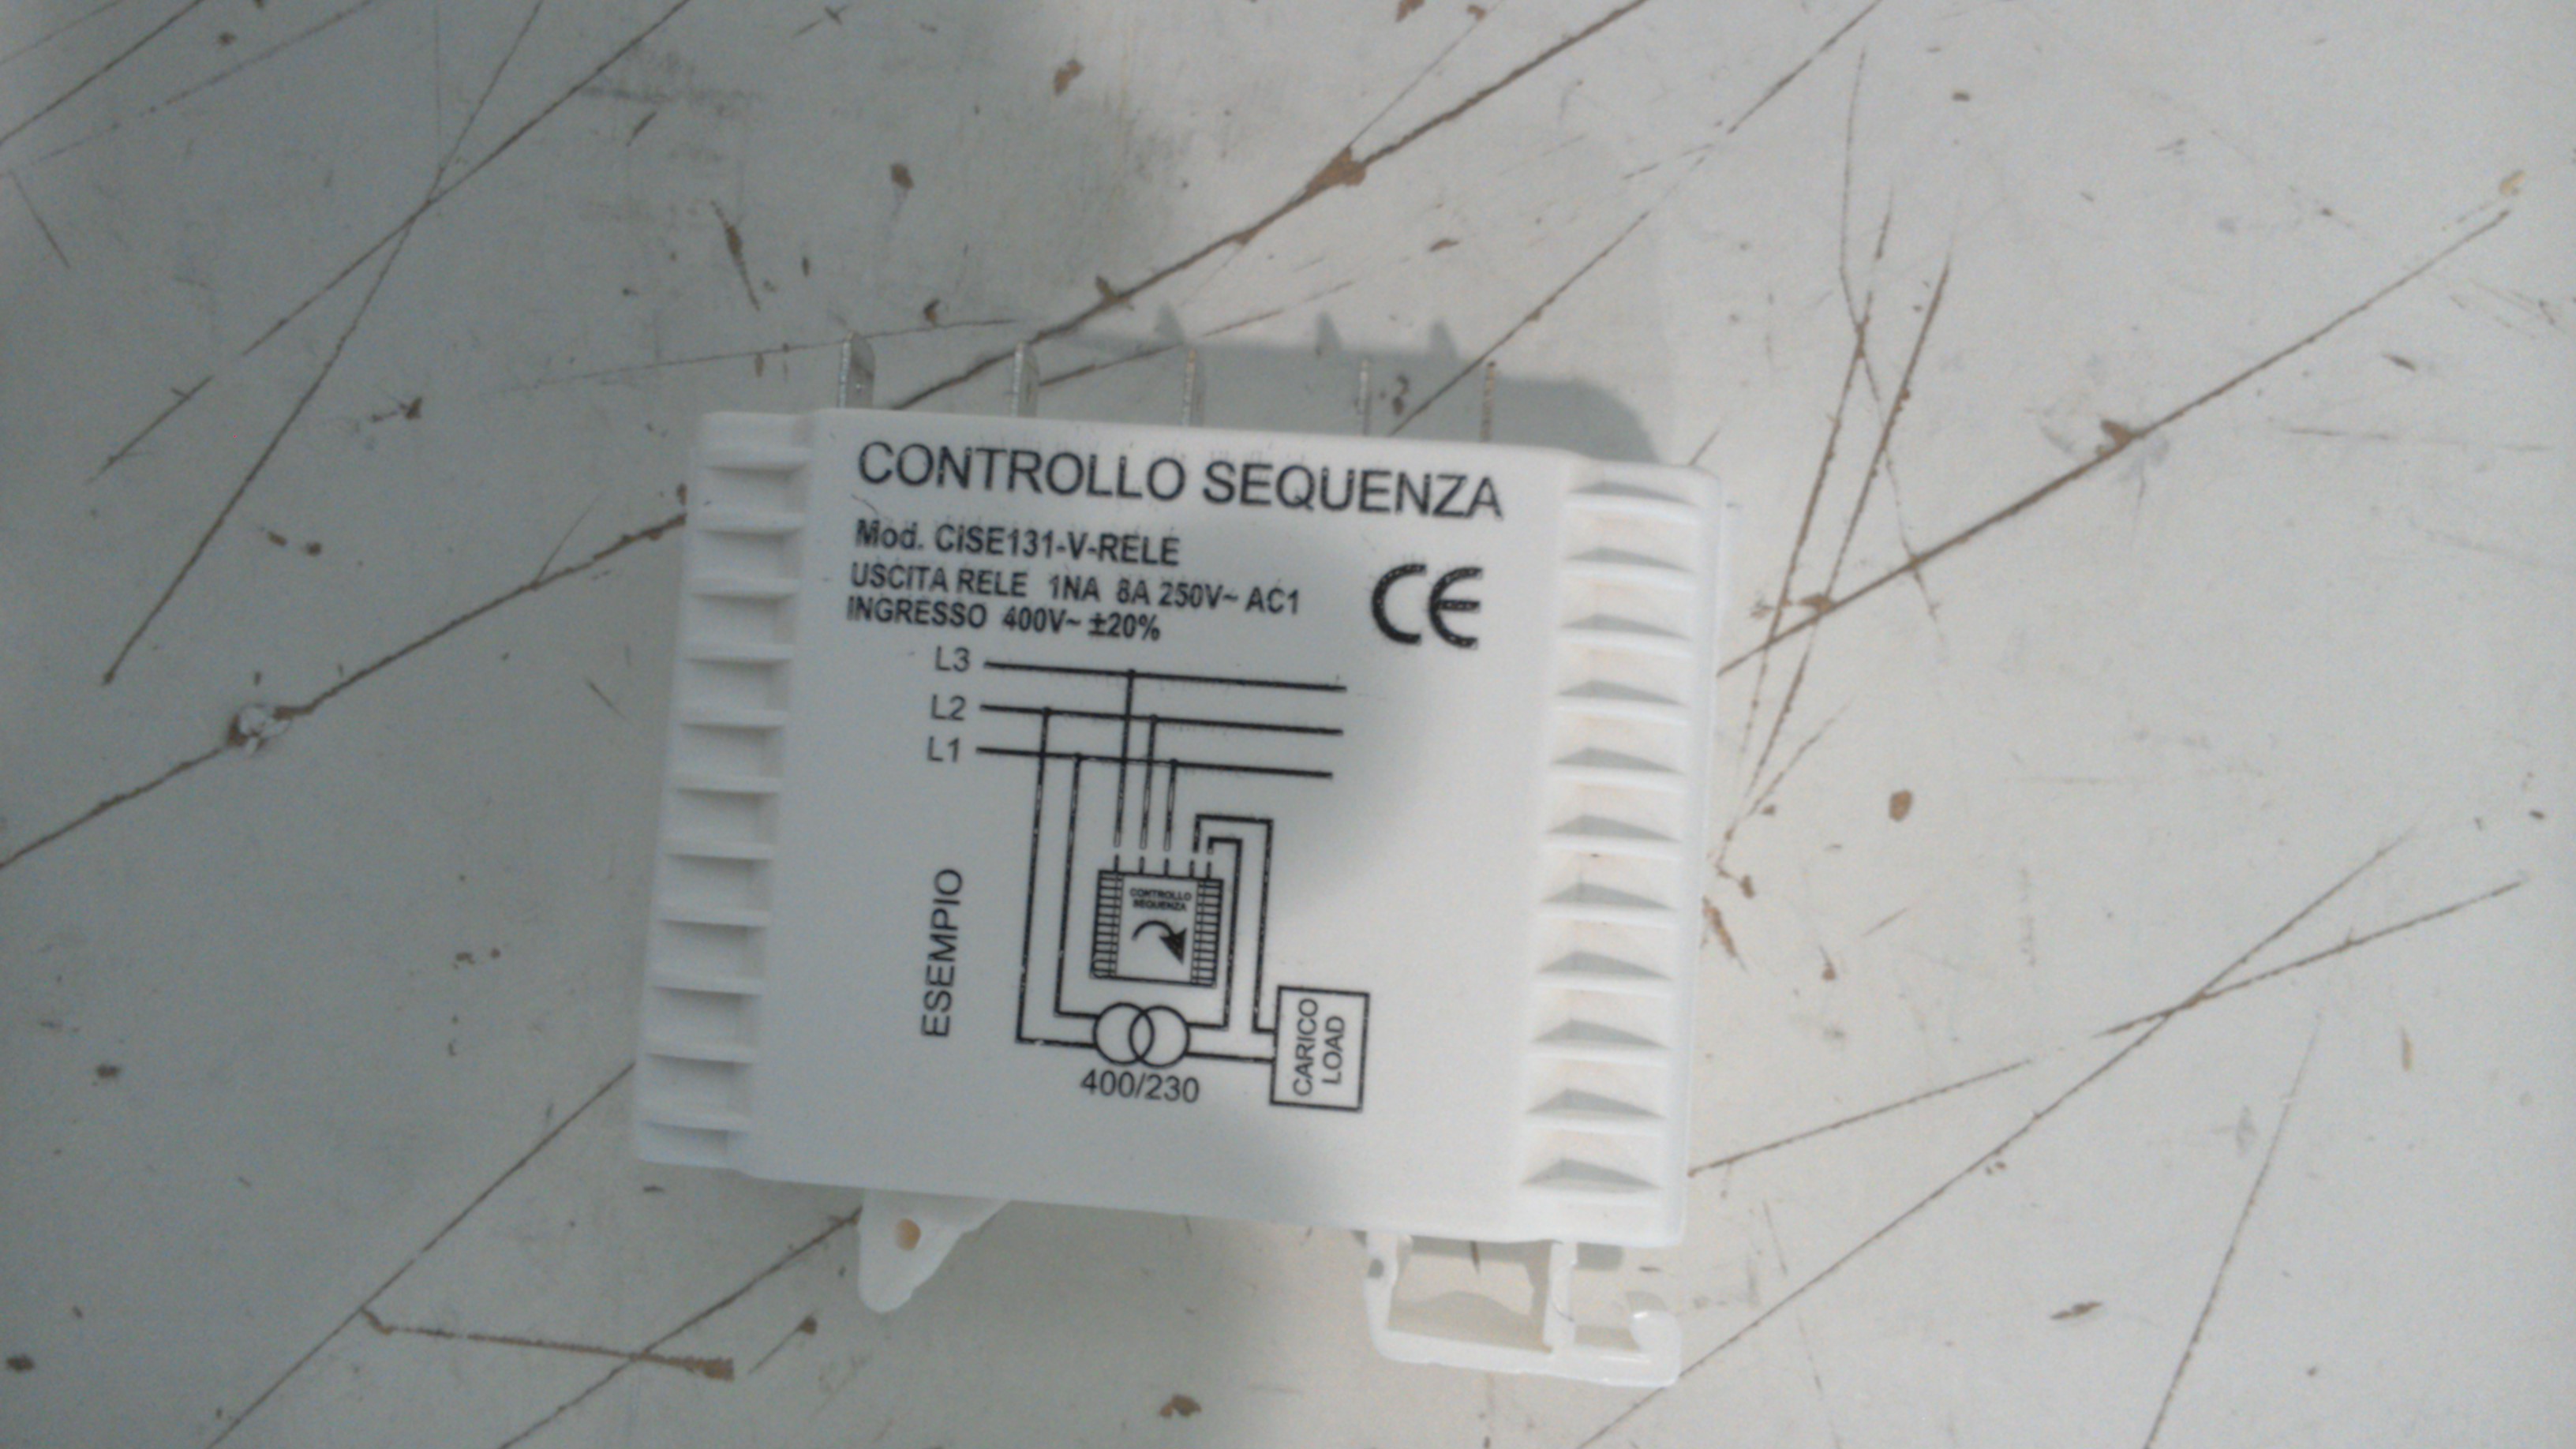 CONTROLLO SEQUENZA
Mod. CISE131-V-RELE
USCITA RELE 1NA 8A 250V~ AC1
INGRESSO 400V~ ±20%
CE
L3
L2
L1
ESEMPIO
CONTROLLO
SEQUENZA
400/230
CARICO
LOAD